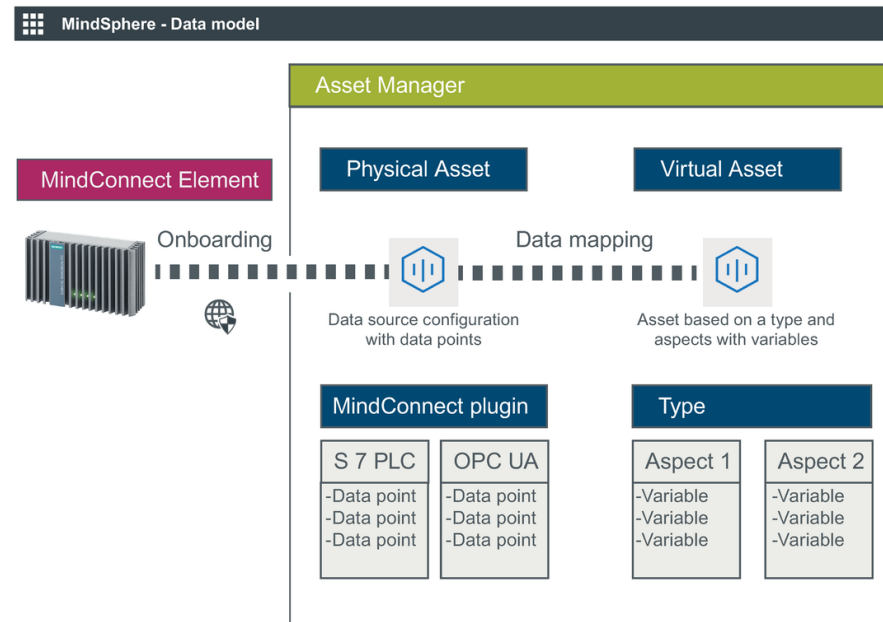 MindSphere - Data model
Asset Manager
MindConnect Element
Physical Asset
Virtual Asset
Onboarding
Data mapping
Data source configuration
with data points
Asset based on a type and
aspects with variables
MindConnect plugin
Type
S 7 PLC
OPC UA
Aspect 1
Aspect 2
-Data point
-Data point
-Data point
-Data point
-Data point
-Data point
-Variable
-Variable
-Variable
-Variable
-Variable
-Variable